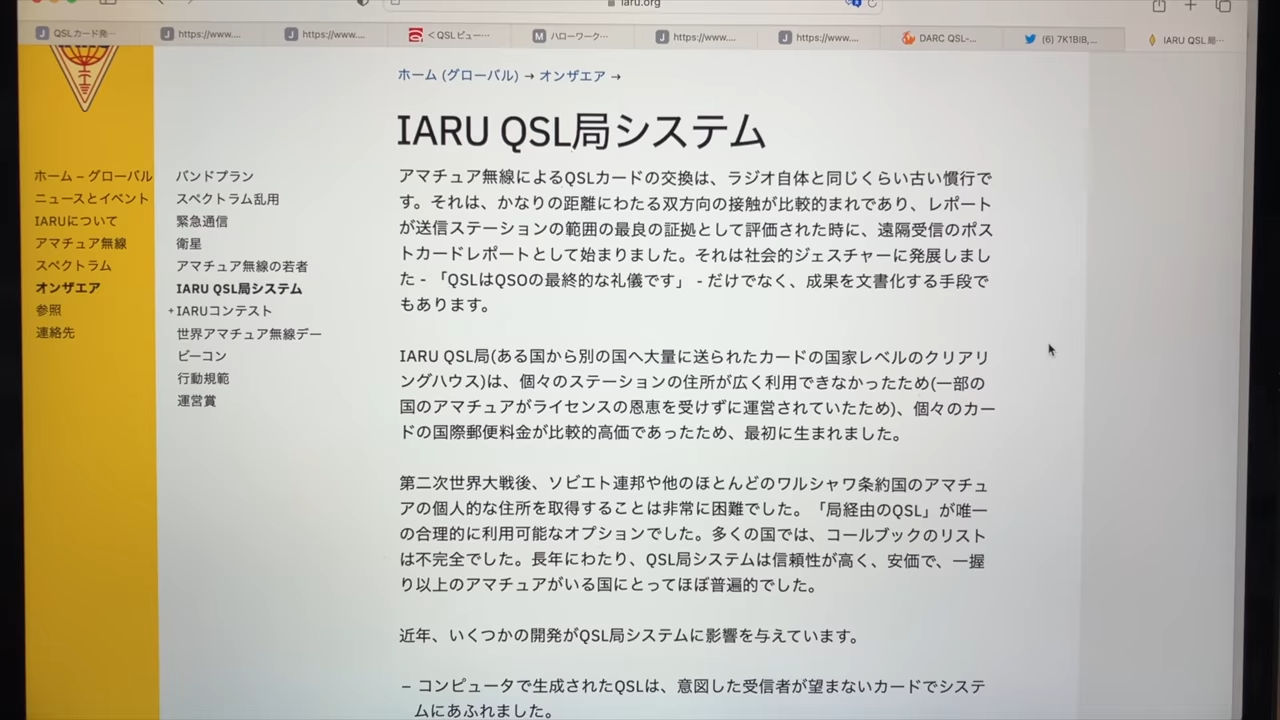 iaru.org
QSLカード発…
https://www....
https://www....
<QSLビュー…
ハローワーク…
https://www....
https://www....
DARC QSL-...
(6) 7K1BIB,...
IARU QSL局…
ホーム (グローバル) → オンザエア →
IARU QSL局システム
ホーム – グローバル
ニュースとイベント
IARUについて
アマチュア無線
スペクトラム
オンザエア
参照
連絡先
バンドプラン
スペクトラム乱用
緊急通信
衛星
アマチュア無線の若者
IARU QSL局システム
+IARUコンテスト
世界アマチュア無線デー
ビーコン
行動規範
運営賞
アマチュア無線によるQSLカードの交換は、ラジオ自体と同じくらい古い慣行で
す。それは、かなりの距離にわたる双方向の接触が比較的まれであり、レポート
が送信ステーションの範囲の最良の証拠として評価された時に、遠隔受信のポス
トカードレポートとして始まりました。それは社会的ジェスチャーに発展しまし
た - 「QSLはQSOの最終的な礼儀です」 - だけでなく、成果を文書化する手段で
もあります。
IARU QSL局(ある国から別の国へ大量に送られたカードの国家レベルのクリアリ
ングハウス)は、個々のステーションの住所が広く利用できなかったため(一部の
国のアマチュアがライセンスの恩恵を受けずに運営されていたため)、個々のカー
ドの国際郵便料金が比較的高価であったため、最初に生まれました。
第二次世界大戦後、ソビエト連邦や他のほとんどのワルシャワ条約国のアマチュ
アの個人的な住所を取得することは非常に困難でした。「局経由のQSL」が唯一
の合理的に利用可能なオプションでした。多くの国では、コールブックのリスト
は不完全でした。長年にわたり、QSL局システムは信頼性が高く、安価で、一握
り以上のアマチュアがいる国にとってほぼ普遍的でした。
近年、いくつかの開発がQSL局システムに影響を与えています。
– コンピュータで生成されたQSLは、意図した受信者が望まないカードでシステ
ムにあふれました。